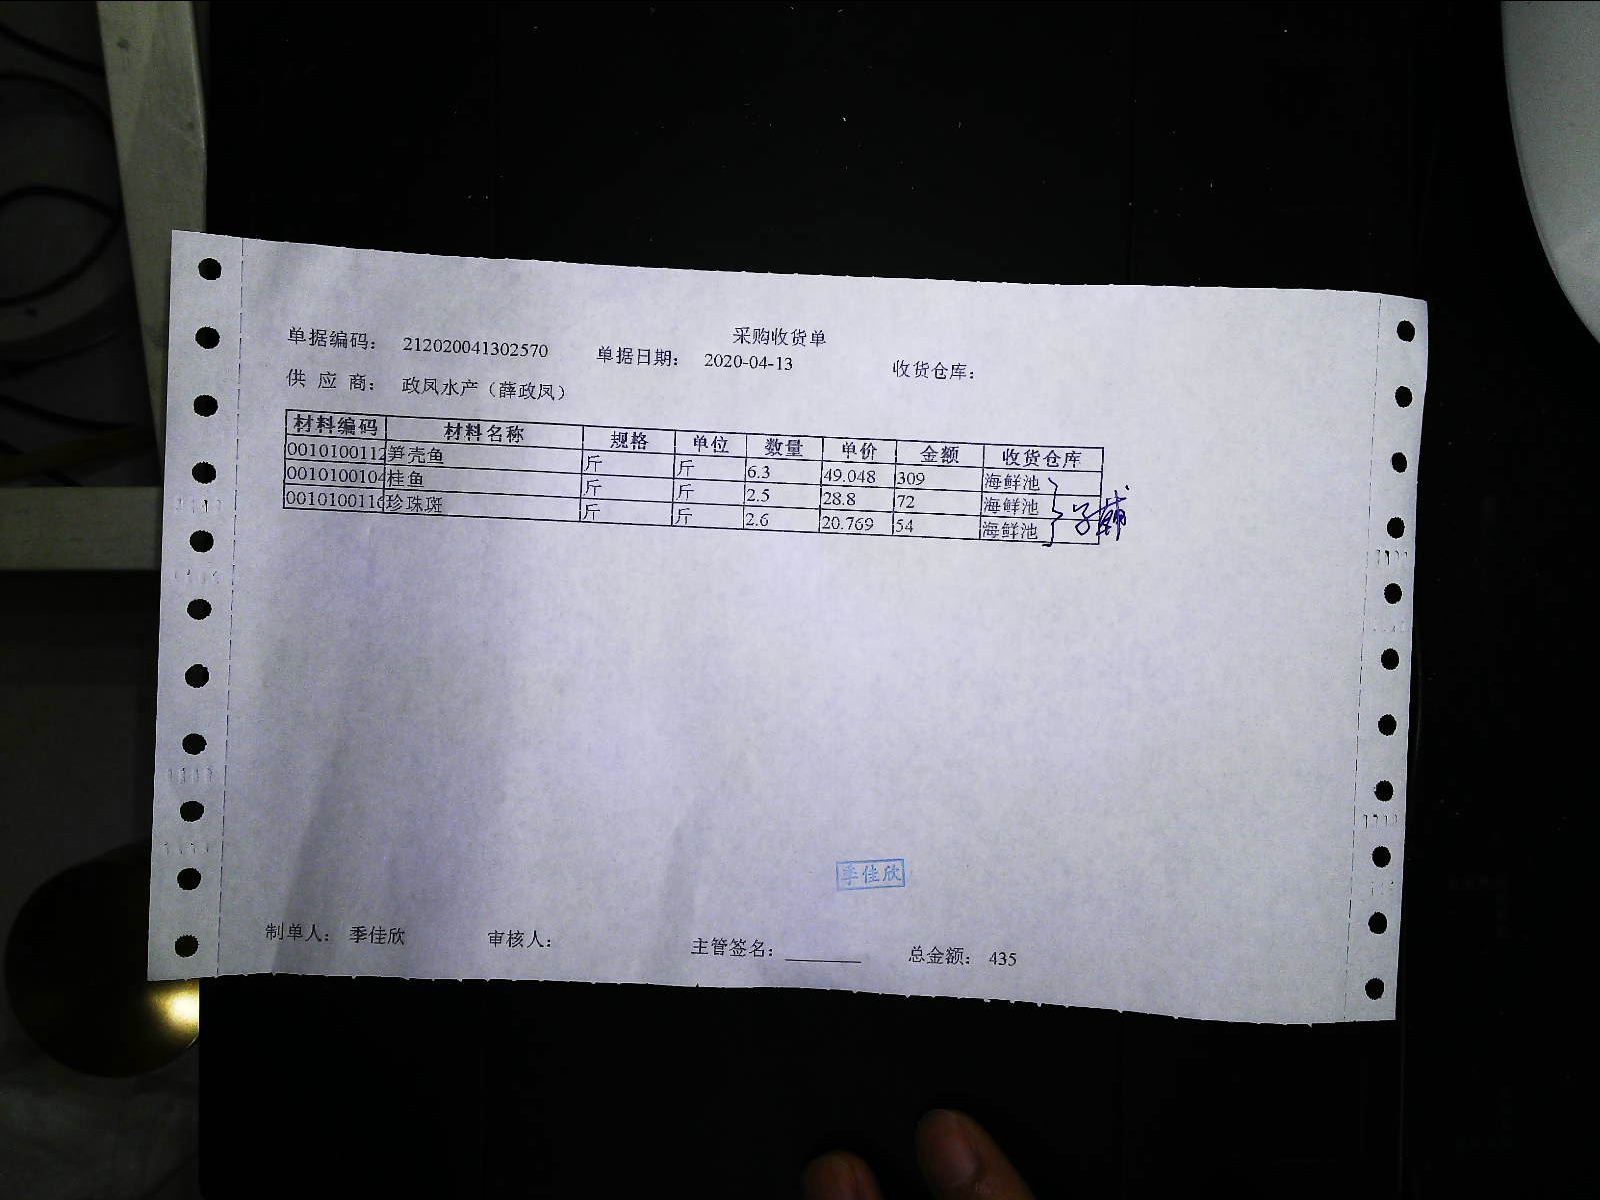 采购收货单
单据编码： 212020041302570 单据日期： 2020-04-13 收货仓库：
供 应 商： 政凤水产（薛政凤）
材料编码 材料名称 规格 单位 数量 单价 金额 收货仓库
0010100112 笋壳鱼 斤 斤 6.3 49.048 309 海鲜池
0010100104 桂鱼 斤 斤 2.5 28.8 72 海鲜池
0010100116 珍珠斑 斤 斤 2.6 20.769 54 海鲜池
季佳欣
制单人： 季佳欣 审核人： 主管签名： 总金额： 435